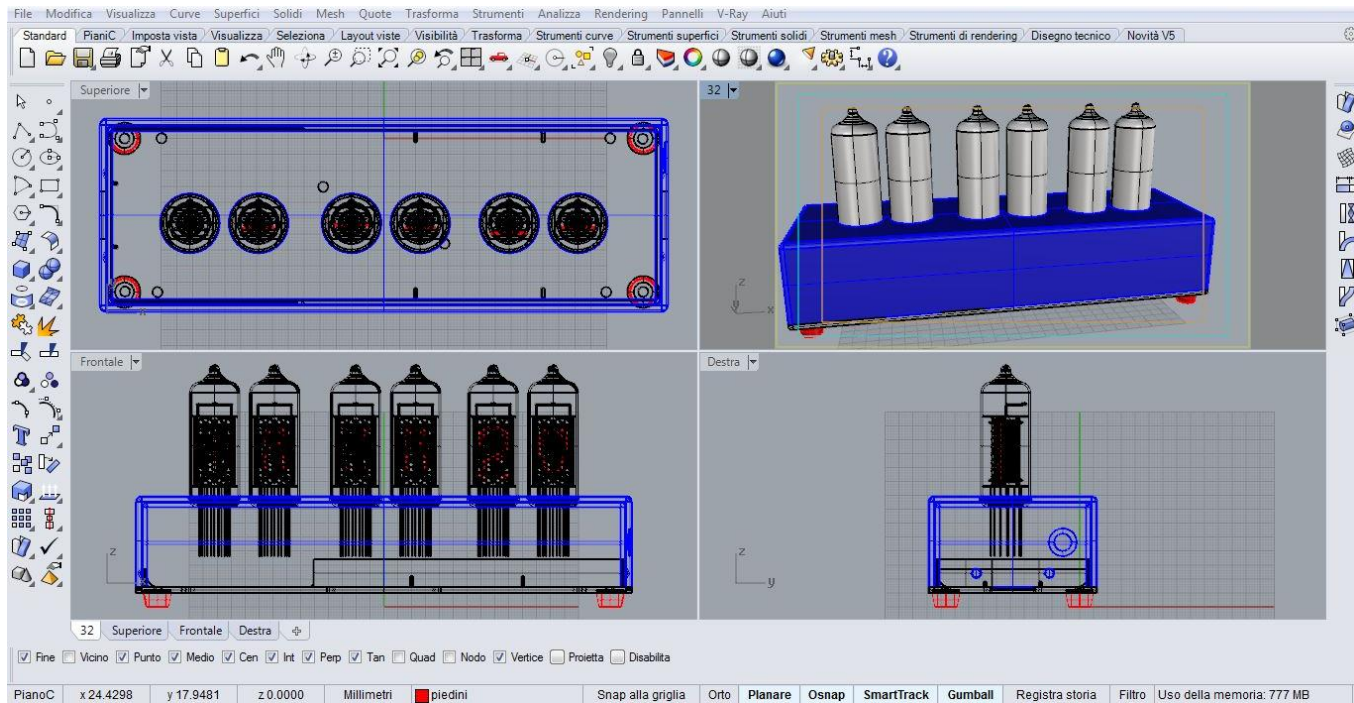 File Modifica Visualizza Curve Superfici Solidi Mesh Quote Trasforma Strumenti Analizza Rendering Pannelli V-Ray Aiuti
Standard PianiC Imposta vista Visualizza Seleziona Layout viste Visibilità Trasforma Strumenti curve Strumenti superfici Strumenti solidi Strumenti mesh Strumenti di rendering Disegno tecnico Novità V5
Superiore
32
z
y
x
Frontale
Destra
z
z
y
32 Superiore Frontale Destra
Fine Vicino Punto Medio Cen Int Perp Tan Quad Nodo Vertice Proietta Disabilita
PianoC x 24.4298 y 17.9481 z 0.0000 Millimetri piedini Snap alla griglia Orto Planare Osnap SmartTrack Gumball Registra storia Filtro Uso della memoria: 777 MB